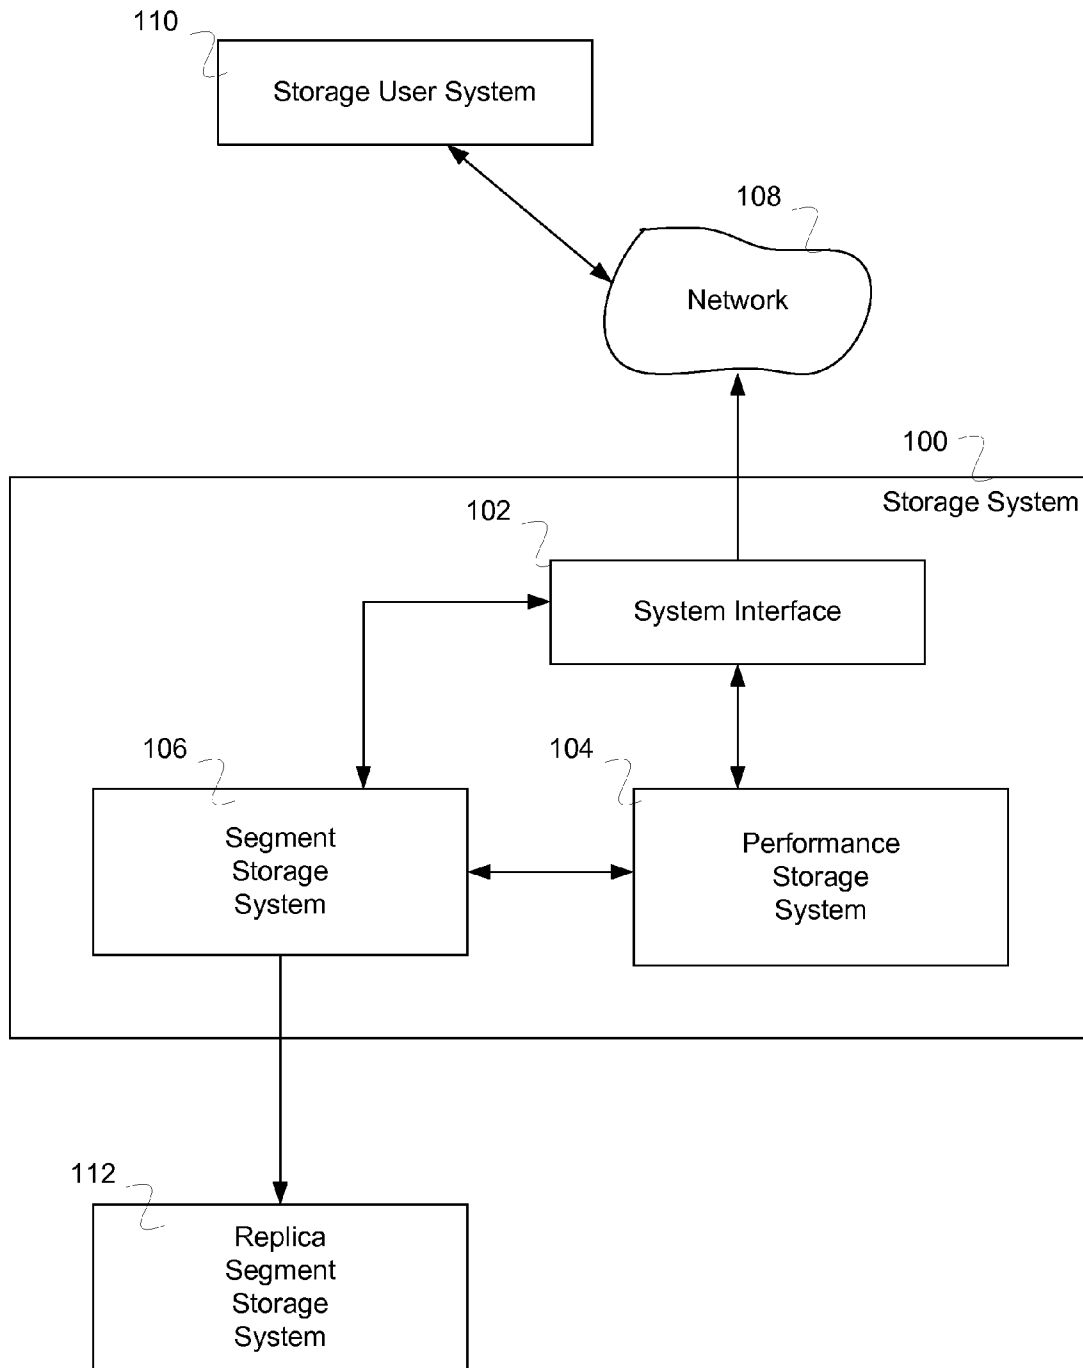 110
Storage User System
108
Network
100
Storage System
102
System Interface
106
Segment
Storage
System
104
Performance
Storage
System
112
Replica
Segment
Storage
System